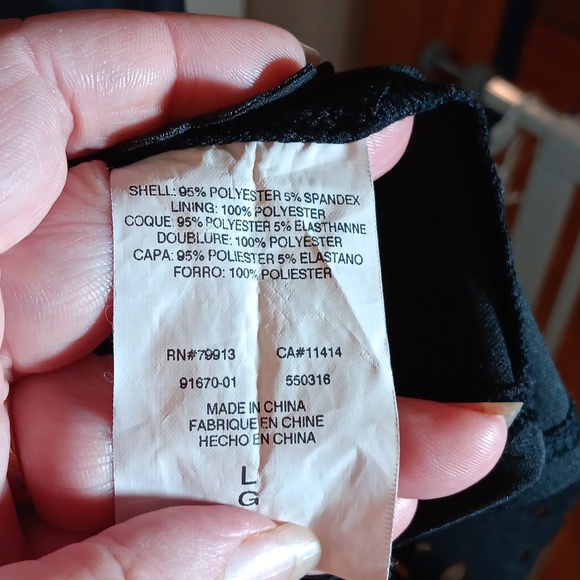 SHELL: 95% POLYESTER 5% SPANDEX
LINING: 100% POLYESTER
COQUE: 95% POLYESTER 5% ELASTHANNE
DOUBLURE: 100% POLYESTER
CAPA: 95% POLIESTER 5% ELASTANO
FORRO: 100% POLIESTER
RN#79913 CA#11414
91670-01 550316
MADE IN CHINA
FABRIQUE EN CHINE
HECHO EN CHINA
L
G